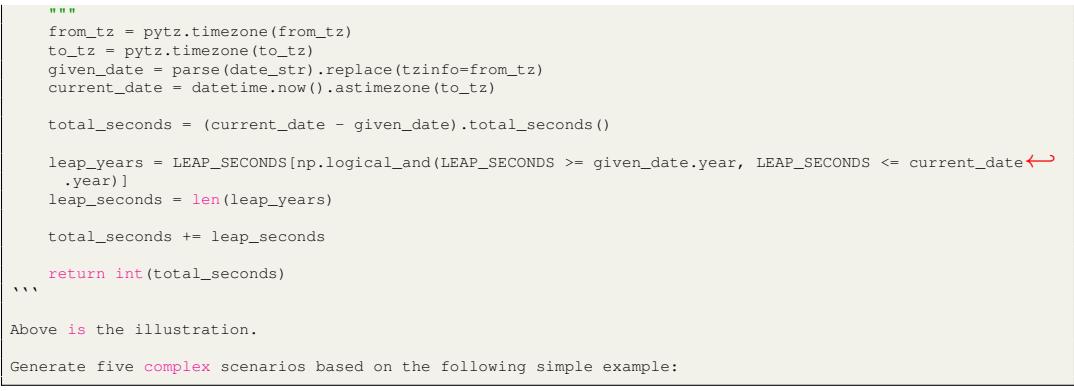 """
from_tz = pytz.timezone(from_tz)
to_tz = pytz.timezone(to_tz)
given_date = parse(date_str).replace(tzinfo=from_tz)
current_date = datetime.now().astimezone(to_tz)
total_seconds = (current_date - given_date).total_seconds()
leap_years = LEAP_SECONDS[np.logical_and(LEAP_SECONDS >= given_date.year, LEAP_SECONDS <= current_date↩
.year)]
leap_seconds = len(leap_years)
total_seconds += leap_seconds
return int(total_seconds)
```
Above is the illustration.
Generate five complex scenarios based on the following simple example: